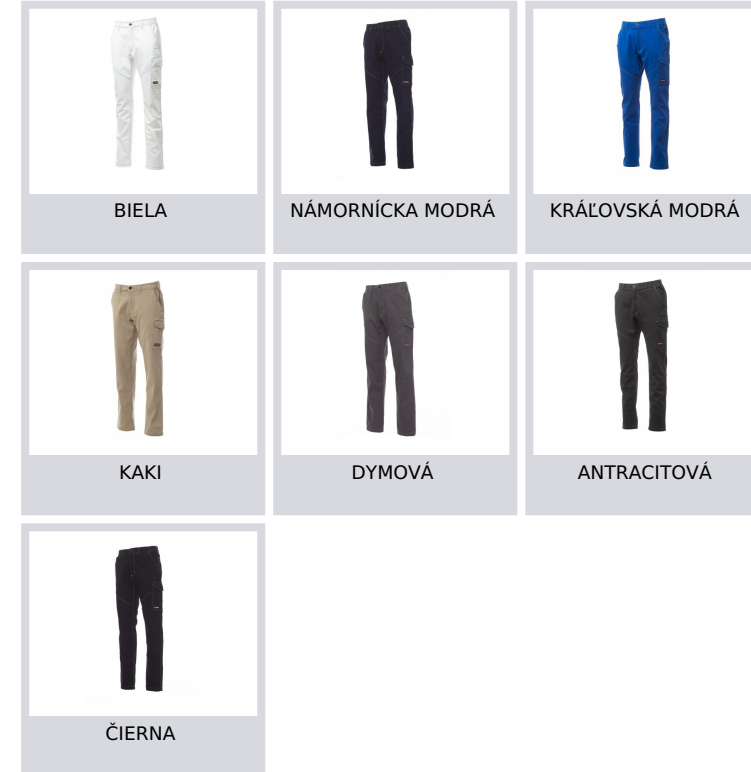 BIELA
NÁMORNÍCKA MODRÁ
KRÁĽOVSKÁ MODRÁ
KAKI
DYMOVÁ
ANTRACITOVÁ
ČIERNA